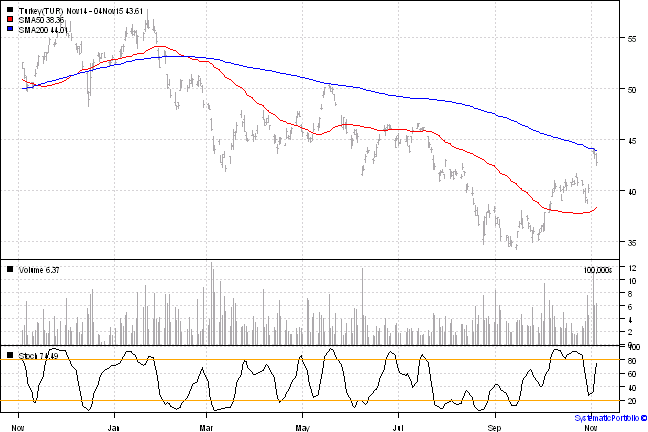 Turkey(TUR) Nov14 - 04Nov15 43.61
SMA50 38.36
SMA200 44.01
55
50
45
40
35
Volume 6.37
100,000s
12
10
8
6
4
2
0
Stoch 74.49
100
80
60
40
20
Nov Jan Mar May Jul Sep Nov
SystematicPortfolio ©